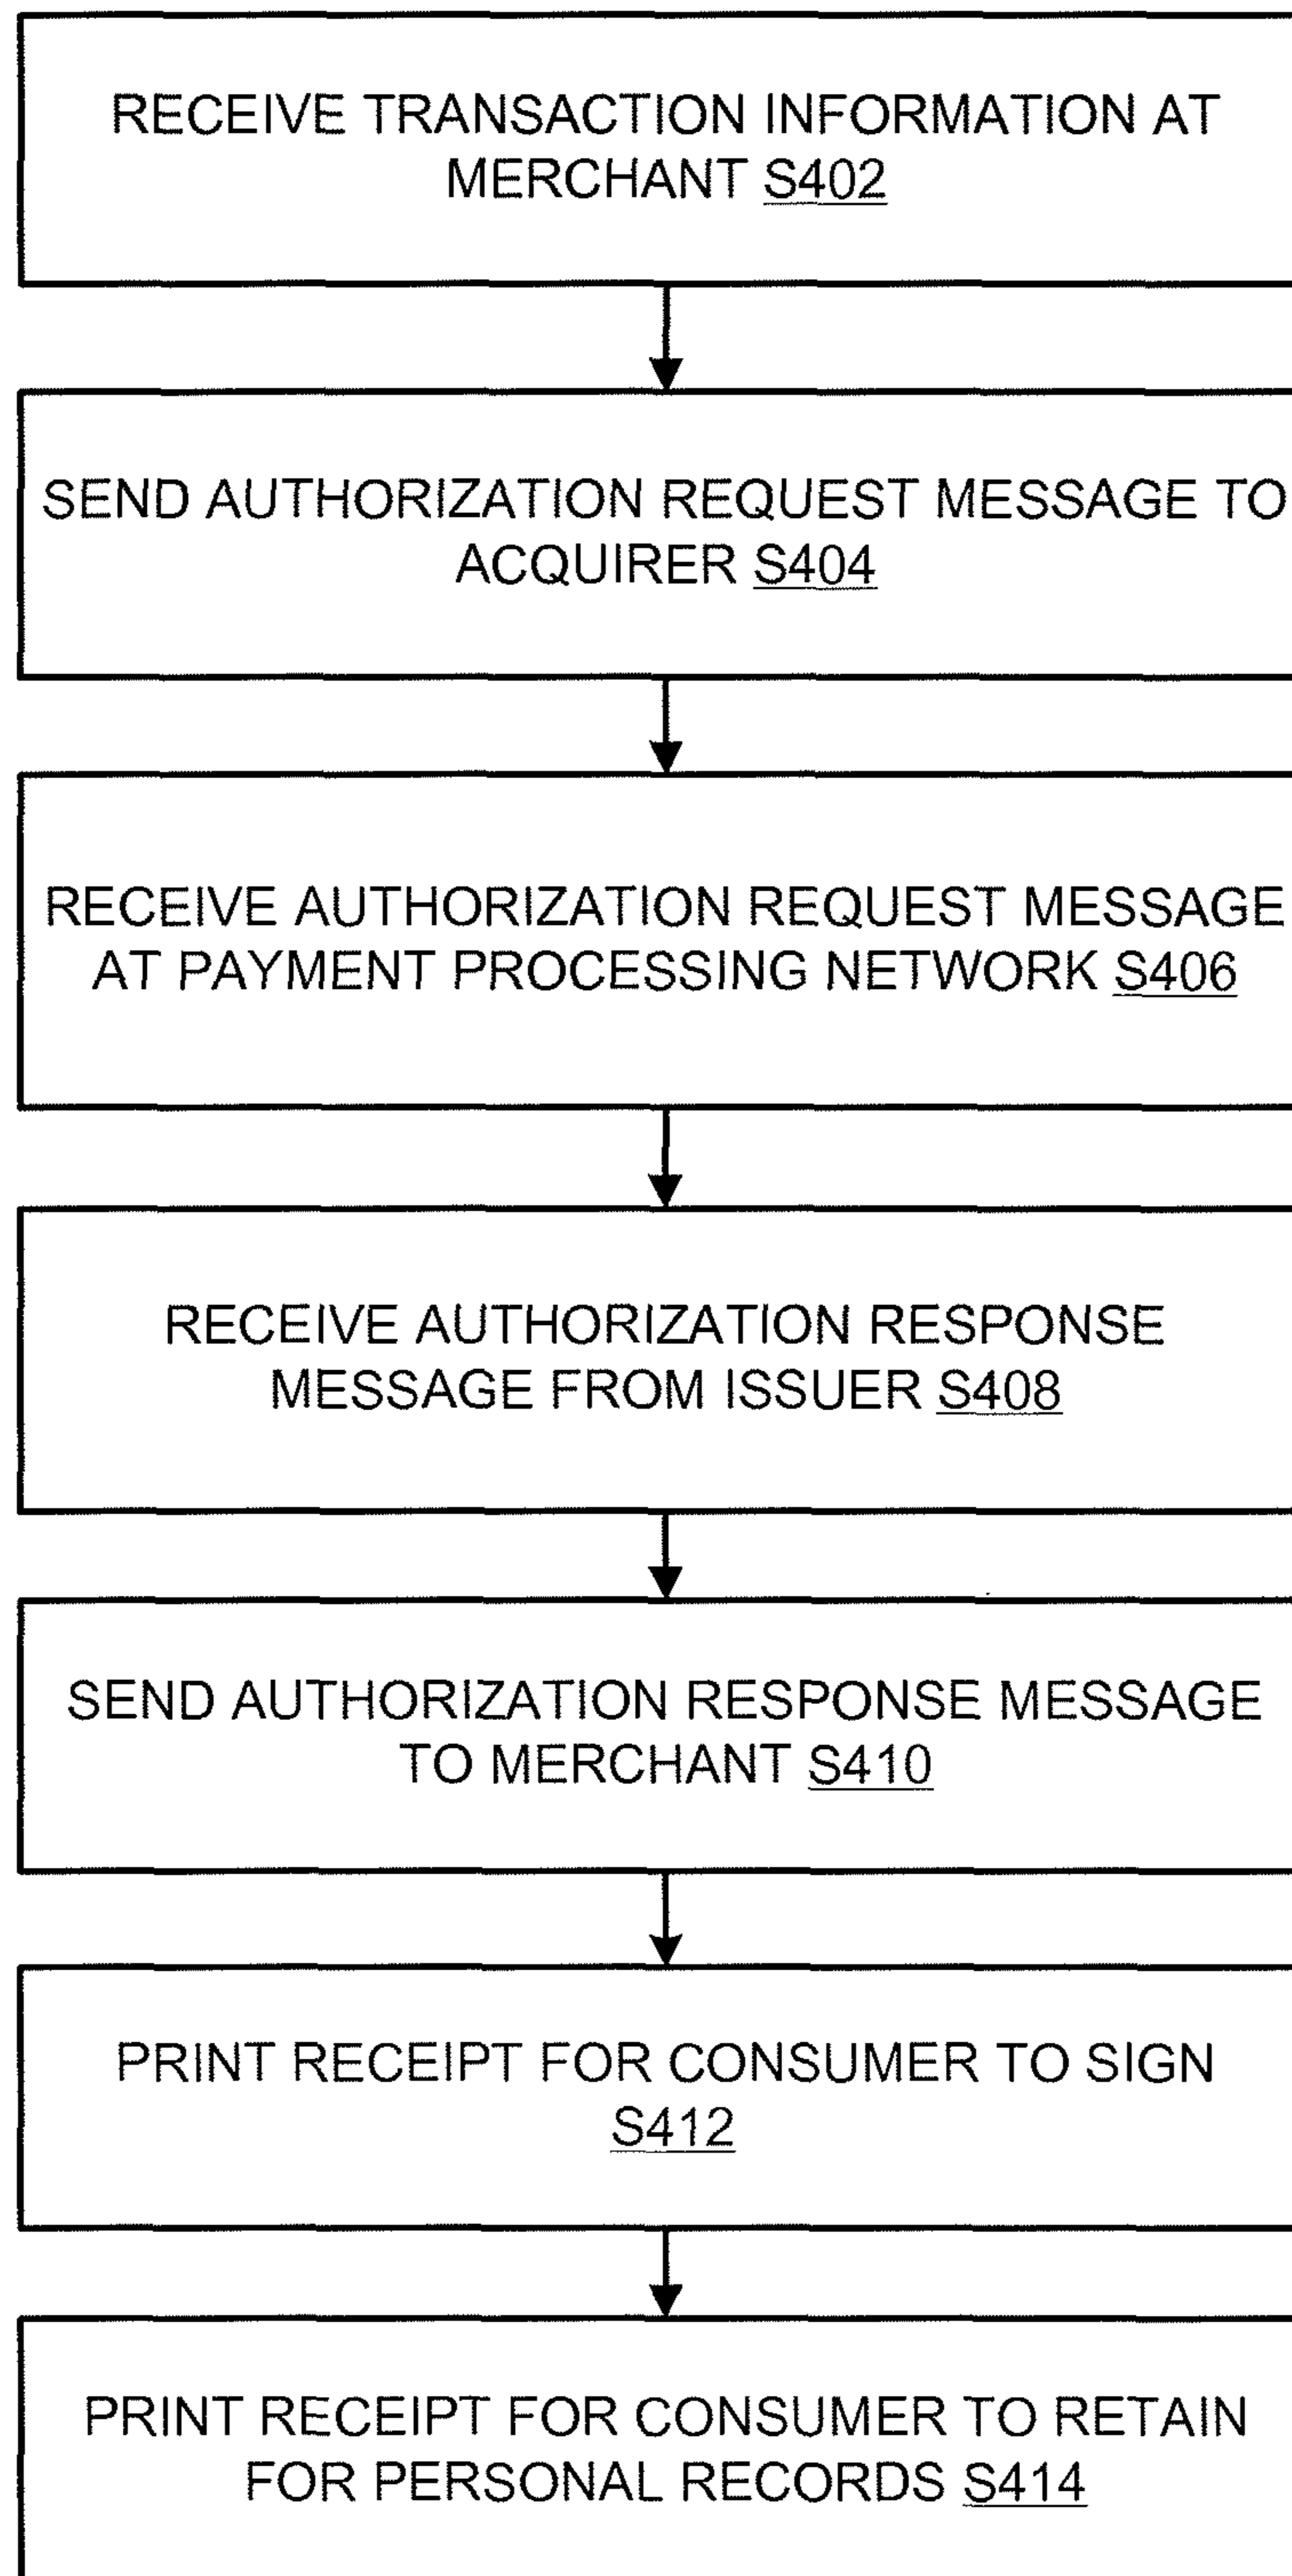 RECEIVE TRANSACTION INFORMATION AT
MERCHANT S402
SEND AUTHORIZATION REQUEST MESSAGE TO
ACQUIRER S404
RECEIVE AUTHORIZATION REQUEST MESSAGE
AT PAYMENT PROCESSING NETWORK S406
RECEIVE AUTHORIZATION RESPONSE
MESSAGE FROM ISSUER S408
SEND AUTHORIZATION RESPONSE MESSAGE
TO MERCHANT S410
PRINT RECEIPT FOR CONSUMER TO SIGN
S412
PRINT RECEIPT FOR CONSUMER TO RETAIN
FOR PERSONAL RECORDS S414